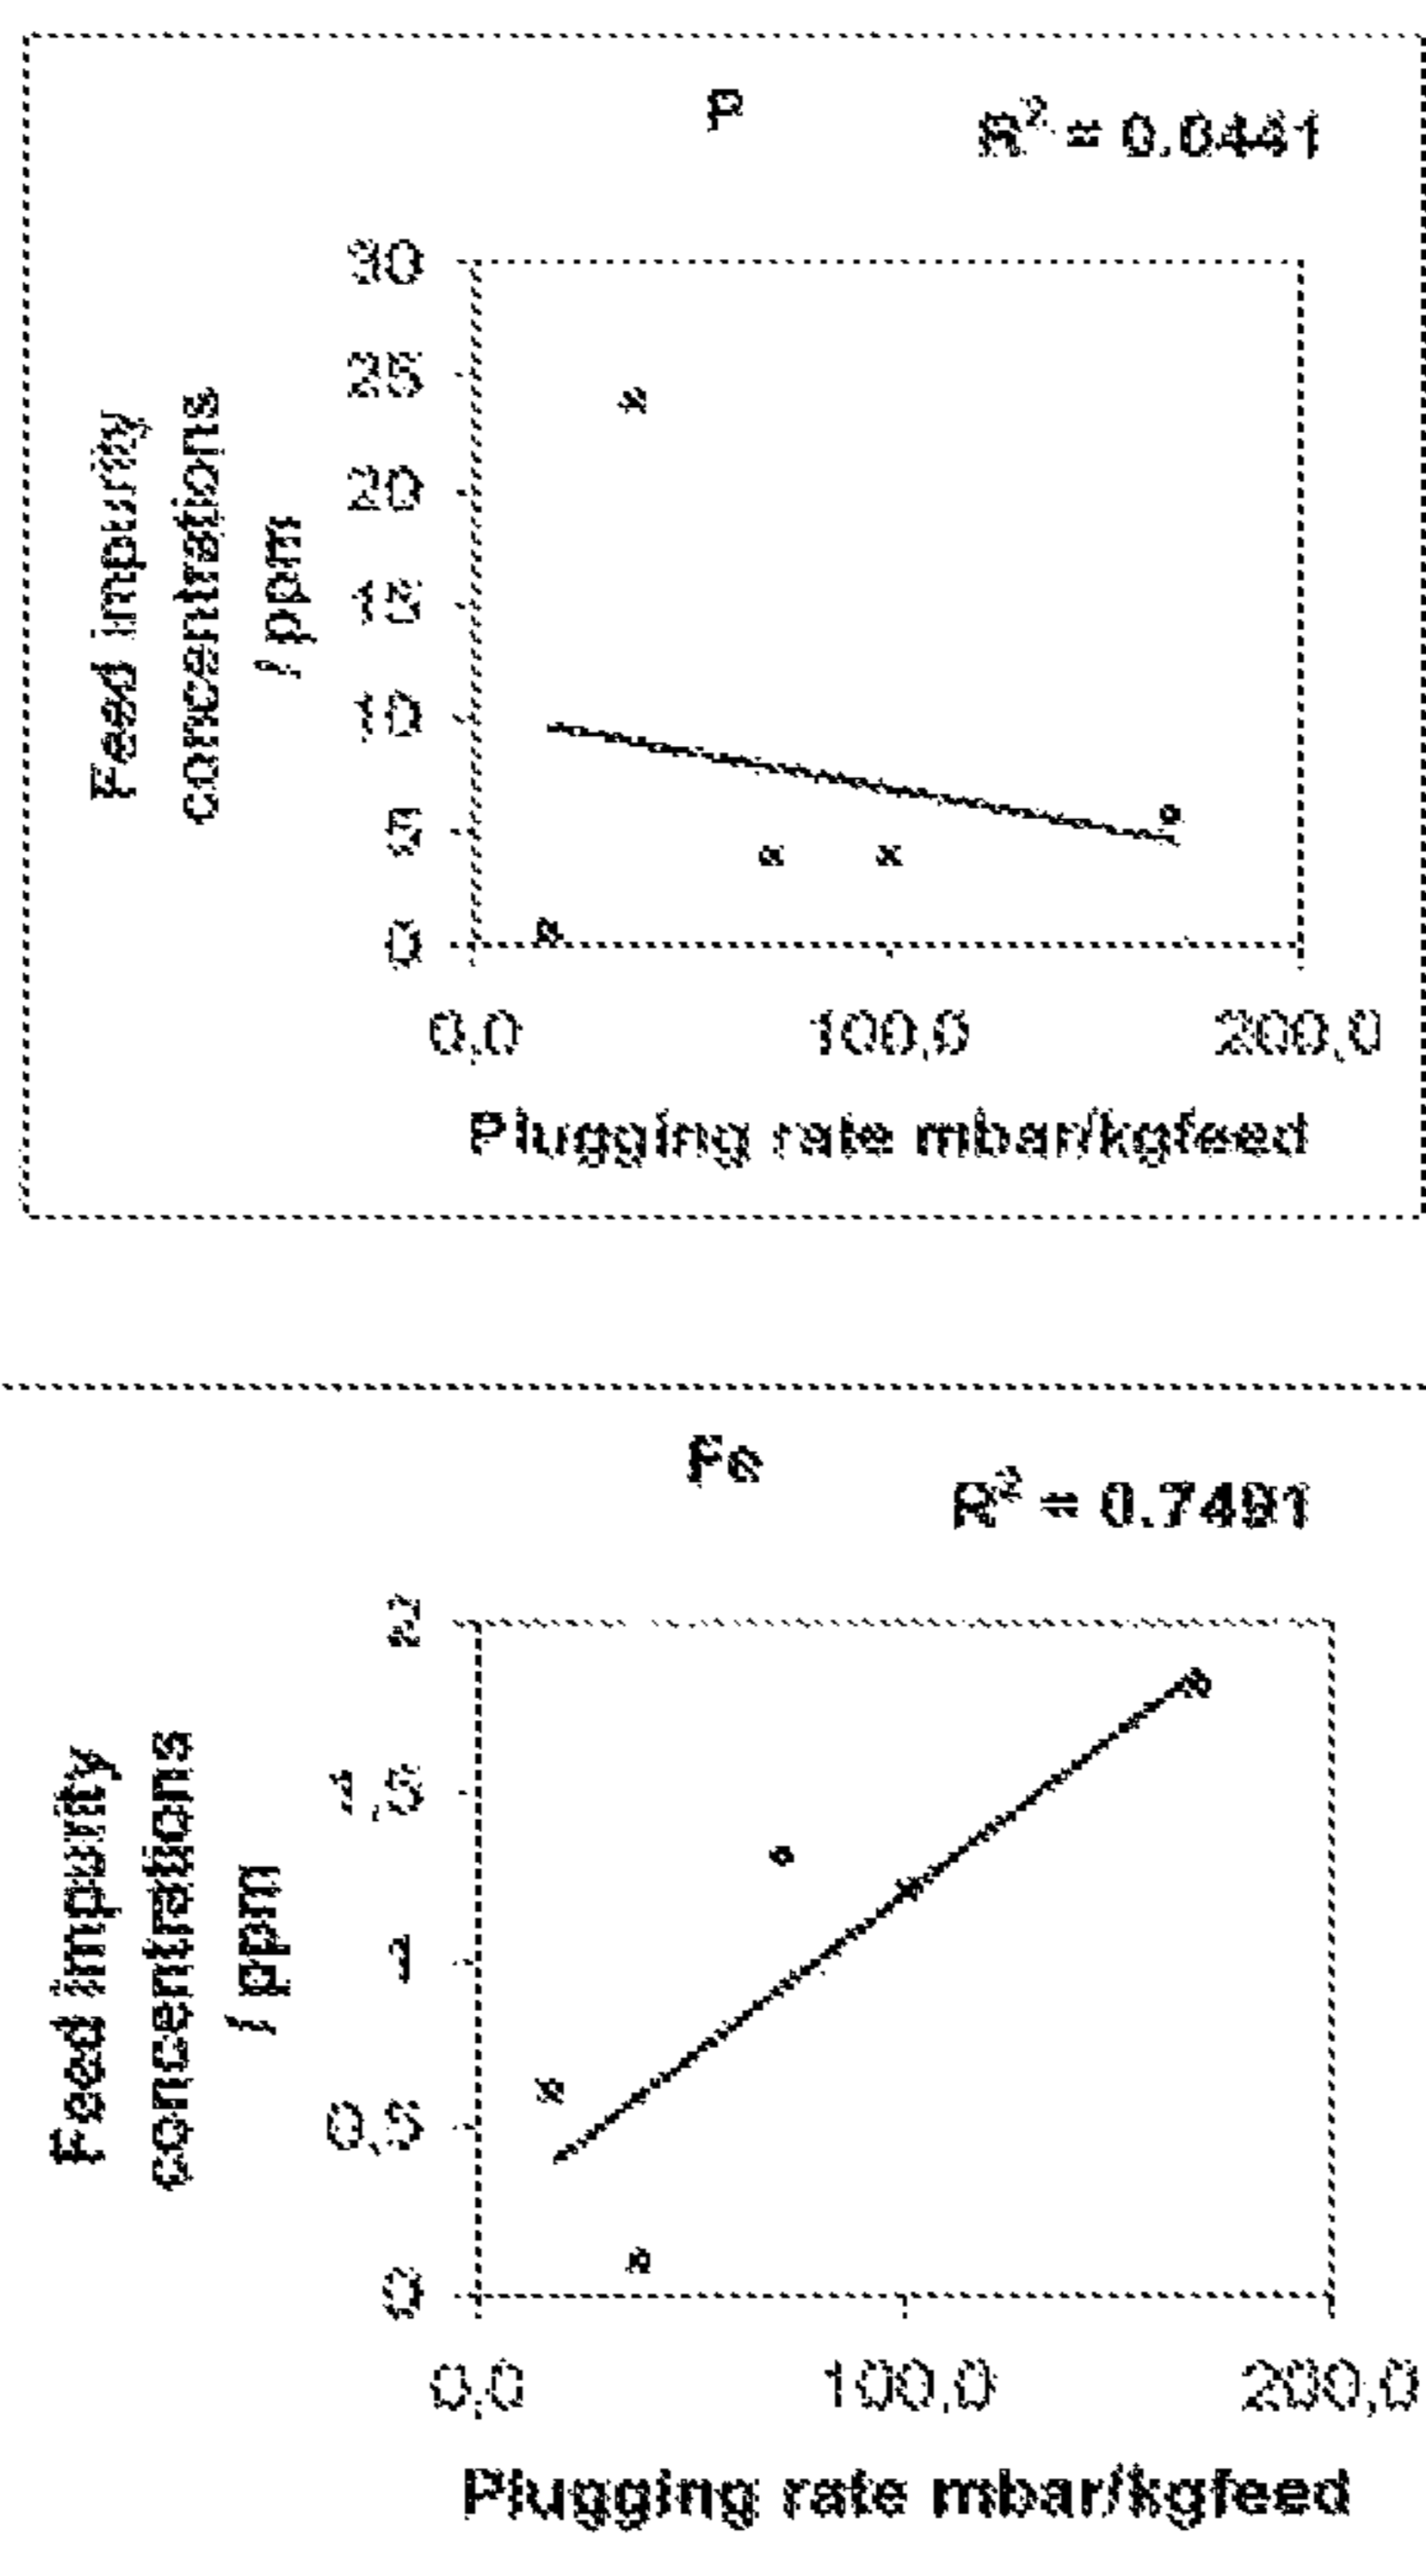 P
R² = 0.0441
30
25
20
15
10
5
0
Feed impurity
concentrations
/ ppm
0,0 100,0 200,0
Plugging rate mbar/kgfeed
Fe
R² = 0.7491
2
1,5
1
0,5
0
Feed impurity
concentrations
/ ppm
0,0 100,0 200,0
Plugging rate mbar/kgfeed